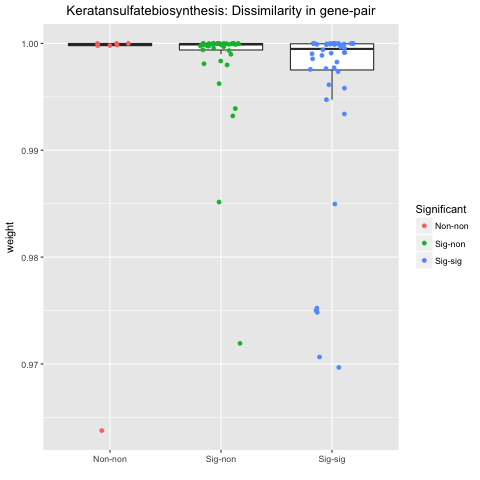 Keratansulfatebiosynthesis: Dissimilarity in gene-pair
1.00
0.99
0.98
0.97
weight
Non-non
Sig-non
Sig-sig
Significant
Non-non
Sig-non
Sig-sig